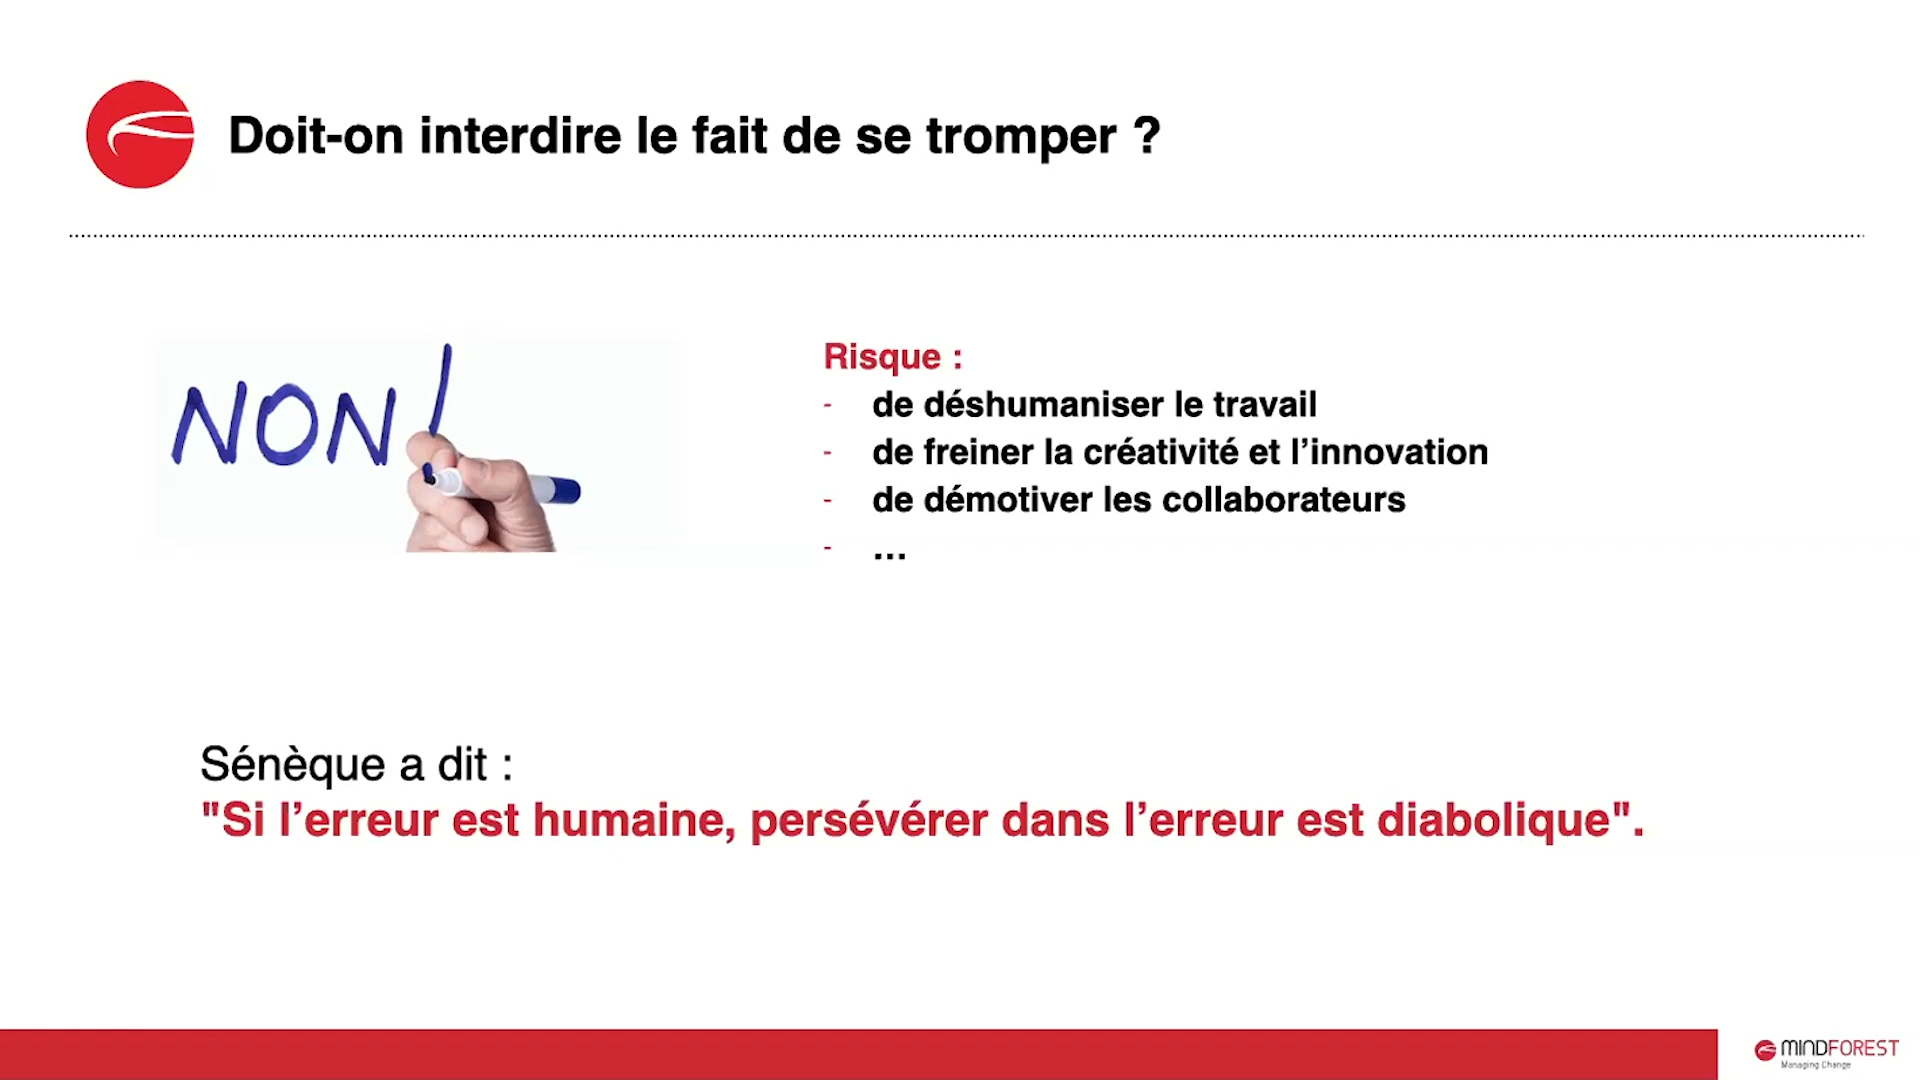 Doit-on interdire le fait de se tromper ?
NON!
Risque :
- de déshumaniser le travail
- de freiner la créativité et l’innovation
- de démotiver les collaborateurs
- ...
Sénèque a dit :
"Si l’erreur est humaine, persévérer dans l’erreur est diabolique".
MINDFOREST
Managing Change